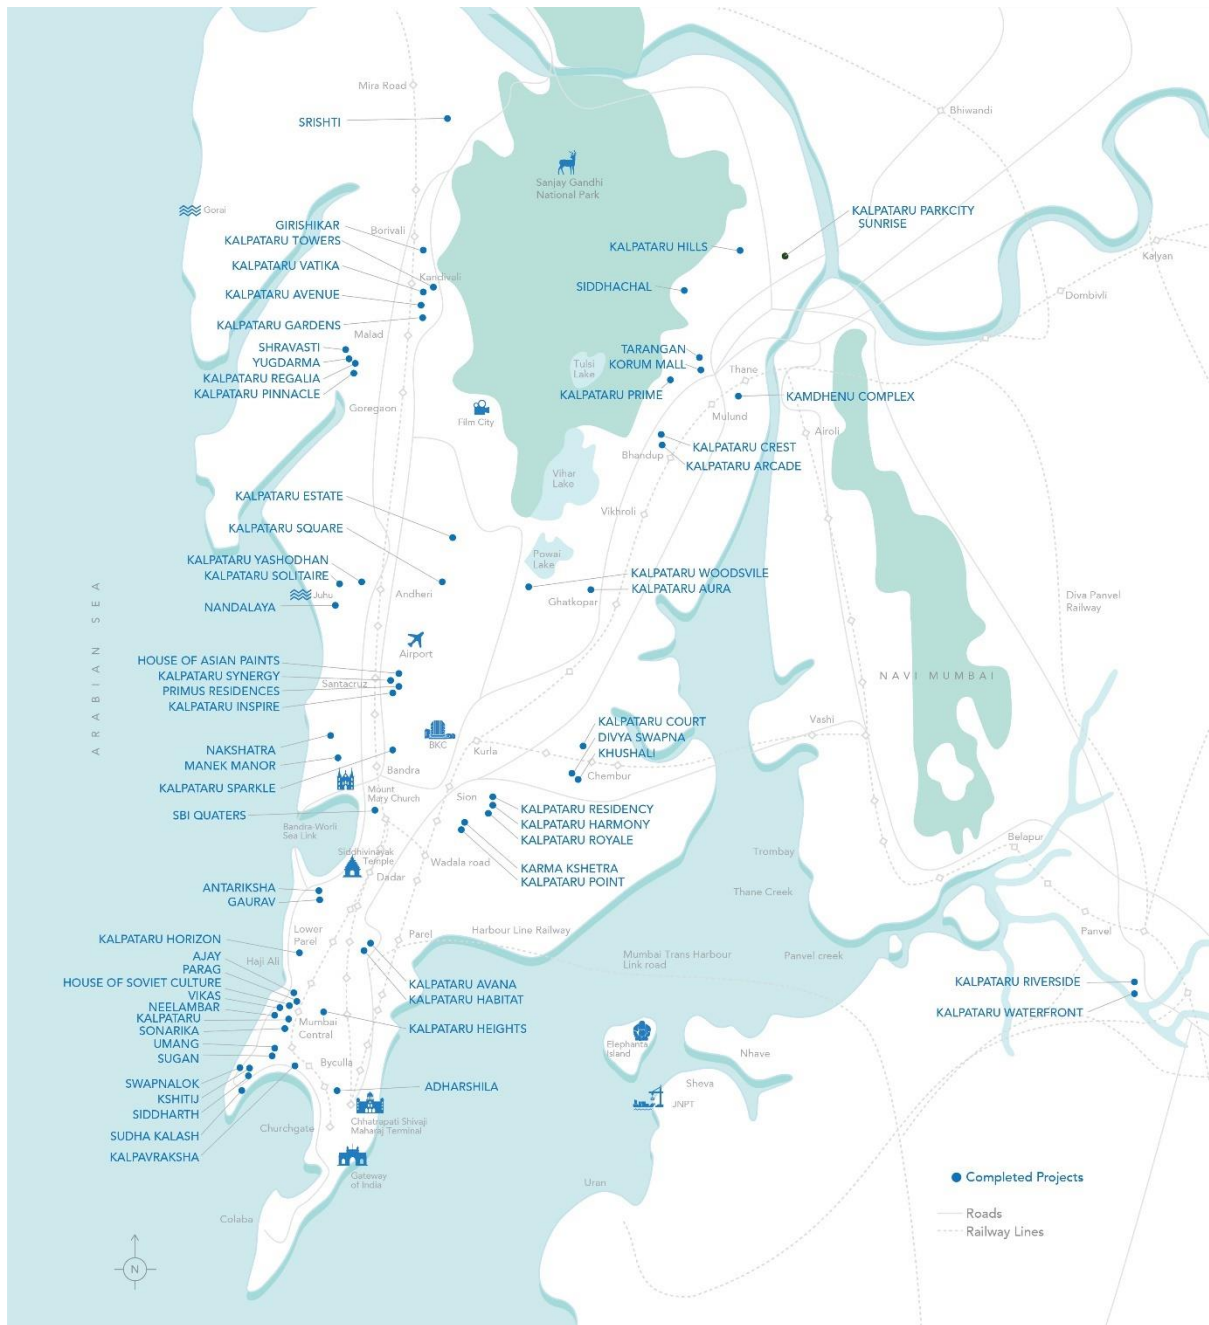 Mira Road
Bhiwandi
SRISHTI
Sanjay Gandhi
National Park
Gorai
KALPATARU PARKCITY
SUNRISE
GIRISHIKAR
Borivali
KALPATARU TOWERS
KALPATARU HILLS
Kalyan
KALPATARU VATIKA
Kandivali
SIDDHACHAL
KALPATARU AVENUE
Dombivli
KALPATARU GARDENS
Malad
SHRAVASTI
TARANGAN
YUGDARMA
Tulsi
Lake
KORUM MALL
Thane
KALPATARU REGALIA
KALPATARU PINNACLE
KALPATARU PRIME
KAMDHENU COMPLEX
Goregaon
Film City
Mulund
Airoli
KALPATARU CREST
Bhandup
KALPATARU ARCADE
Vihar
Lake
KALPATARU ESTATE
Vikhroli
KALPATARU SQUARE
Powai
Lake
KALPATARU YASHODHAN
KALPATARU SOLITAIRE
KALPATARU WOODSVILE
KALPATARU AURA
Juhu
Andheri
Ghatkopar
Diva Panvel
Railway
NANDALAYA
ARABIAN SEA
Airport
HOUSE OF ASIAN PAINTS
KALPATARU SYNERGY
Santacruz
PRIMUS RESIDENCES
KALPATARU INSPIRE
NAVI MUMBAI
KALPATARU COURT
DIVYA SWAPNA
KHUSHALI
Vashi
NAKSHATRA
BKC
Kurla
MANEK MANOR
Bandra
Chembur
KALPATARU SPARKLE
Mount
Mary Church
Sion
KALPATARU RESIDENCY
SBI QUATERS
KALPATARU HARMONY
Bandra-Worli
Sea Link
KALPATARU ROYALE
Belapur
Siddhivinayak
Temple
Wadala road
Trombay
KARMA KSHETRA
KALPATARU POINT
Dadar
ANTARIKSHA
GAURAV
Thane Creek
Lower
Parel
Parel
Harbour Line Railway
Panvel
KALPATARU HORIZON
AJAY
Haji Ali
Mumbai Trans Harbour
Link road
Panvel creek
PARAG
HOUSE OF SOVIET CULTURE
KALPATARU AVANA
KALPATARU RIVERSIDE
VIKAS
KALPATARU HABITAT
NEELAMBAR
KALPATARU
KALPATARU WATERFRONT
SONARIKA
Mumbai
Central
KALPATARU HEIGHTS
UMANG
SUGAN
Byculla
Elephanta
Island
Nhave
SWAPNALOK
KSHITIJ
ADHARSHILA
Sheva
JNPT
SIDDHARTH
SUDHA KALASH
Churchgate
Chhatrapati Shivaji
Maharaj Terminal
KALPAVRAKSHA
Gateway
of India
Uran
Completed Projects
Colaba
Roads
Railway Lines
N